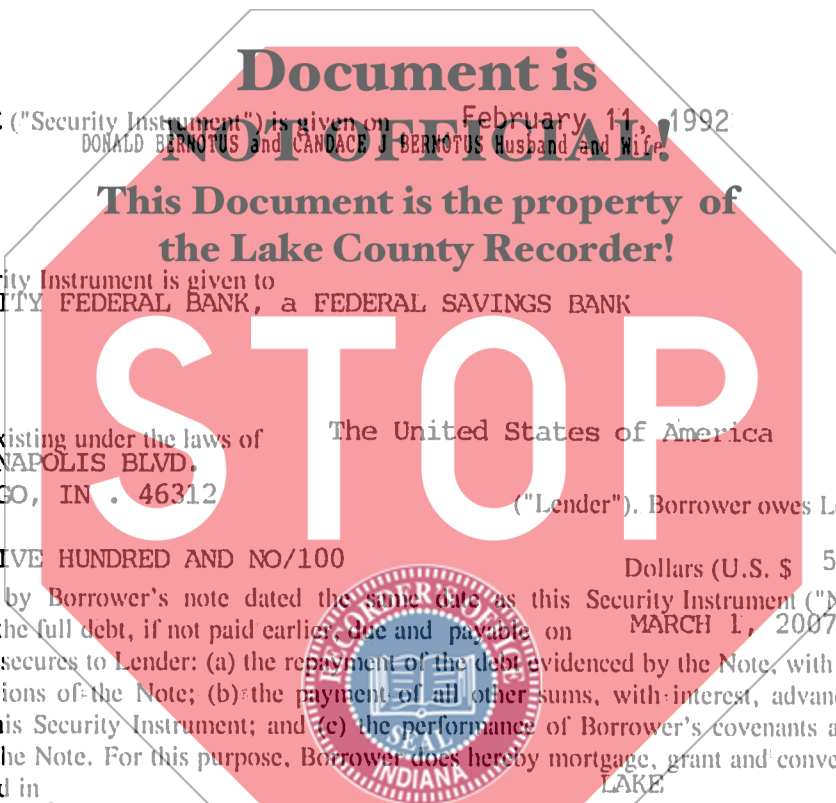 Document is
("Security Instrument") is given on February 11, 1992
NOT OFFICIAL!
DONALD BERNOTUS and CANDACE J BERNOTUS Husband and Wife
This Document is the property of
the Lake County Recorder!
ity Instrument is given to
ITY FEDERAL BANK, a FEDERAL SAVINGS BANK
STOP
xisting under the laws of The United States of America
NAPOLIS BLVD.
GO, IN . 46312 ("Lender"). Borrower owes L
IVE HUNDRED AND NO/100 Dollars (U.S. $ 5
by Borrower's note dated the same date as this Security Instrument ("N
he full debt, if not paid earlier, due and payable on MARCH 1, 2007
secures to Lender: (a) the repayment of the debt evidenced by the Note, with
ions of the Note; (b) the payment of all other sums, with interest, advan
is Security Instrument; and (c) the performance of Borrower's covenants a
he Note. For this purpose, Borrower does hereby mortgage, grant and conve
d in LAKE
RECORDER'S OFFICE
SEAL
INDIANA